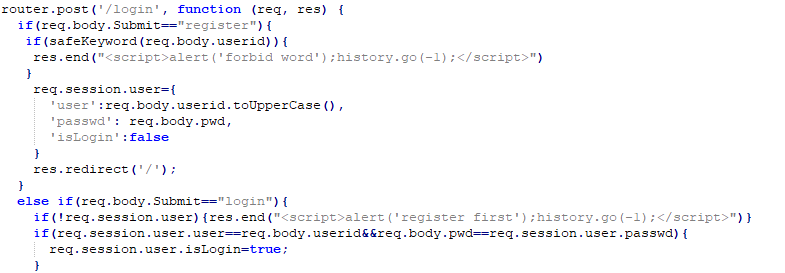 router.post('/login', function (req, res) {
  if(req.body.Submit=="register"){
   if(safeKeyword(req.body.userid)){
    res.end("<script>alert('forbid word');history.go(-1);</script>")
   }
    req.session.user={
      'user':req.body.userid.toUpperCase(),
      'passwd': req.body.pwd,
      'isLogin':false
    }
    res.redirect('/');
  }
  else if(req.body.Submit=="login"){
    if(!req.session.user){res.end("<script>alert('register first');history.go(-1);</script>")}
    if(req.session.user.user==req.body.userid&&req.body.pwd==req.session.user.passwd){
      req.session.user.isLogin=true;
    }